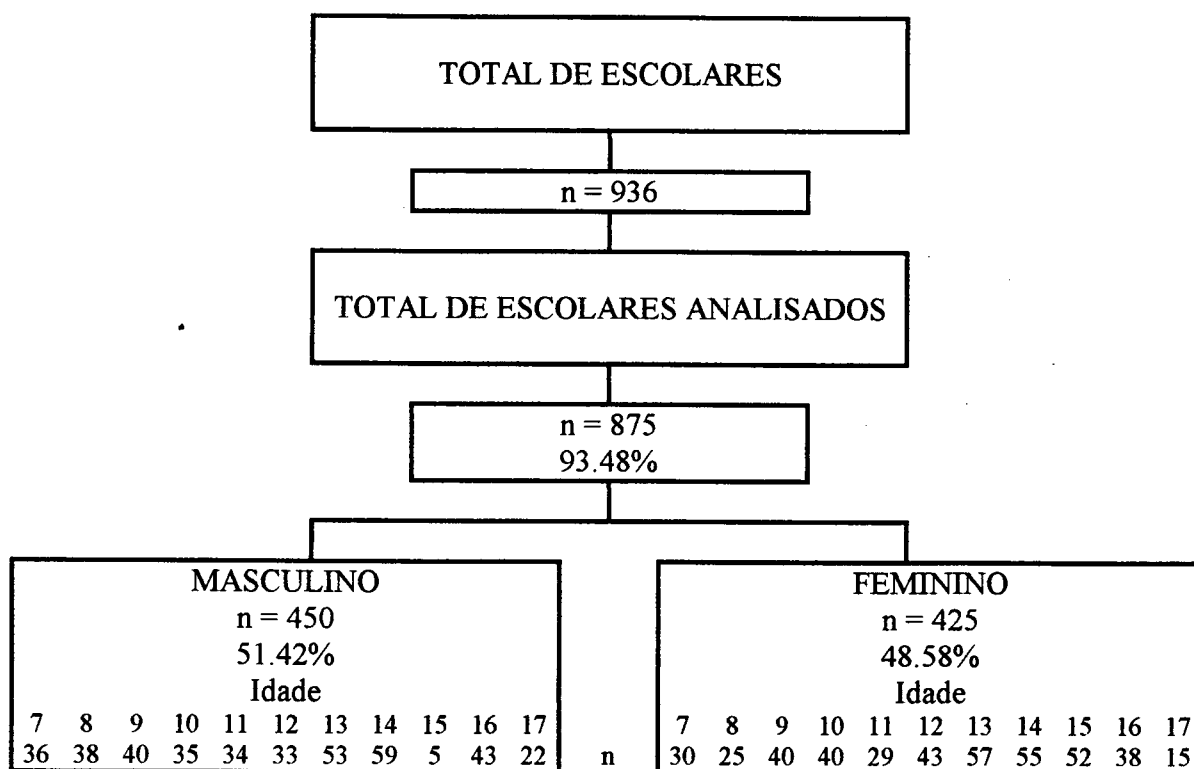 TOTAL DE ESCOLARES
n = 936
TOTAL DE ESCOLARES ANALISADOS
n = 875
93.48%
MASCULINO
n = 450
51.42%
Idade
7 8 9 10 11 12 13 14 15 16 17
36 38 40 35 34 33 53 59 5 43 22
n
FEMININO
n = 425
48.58%
Idade
7 8 9 10 11 12 13 14 15 16 17
30 25 40 40 29 43 57 55 52 38 15